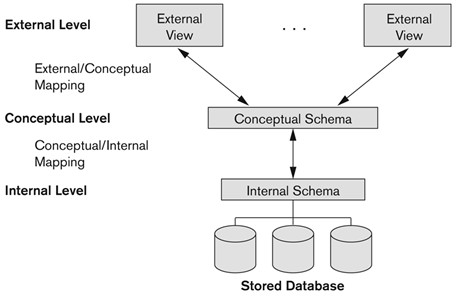 External Level
External
View
. . .
External
View
External/Conceptual
Mapping
Conceptual Level
Conceptual Schema
Conceptual/Internal
Mapping
Internal Level
Internal Schema
Stored Database